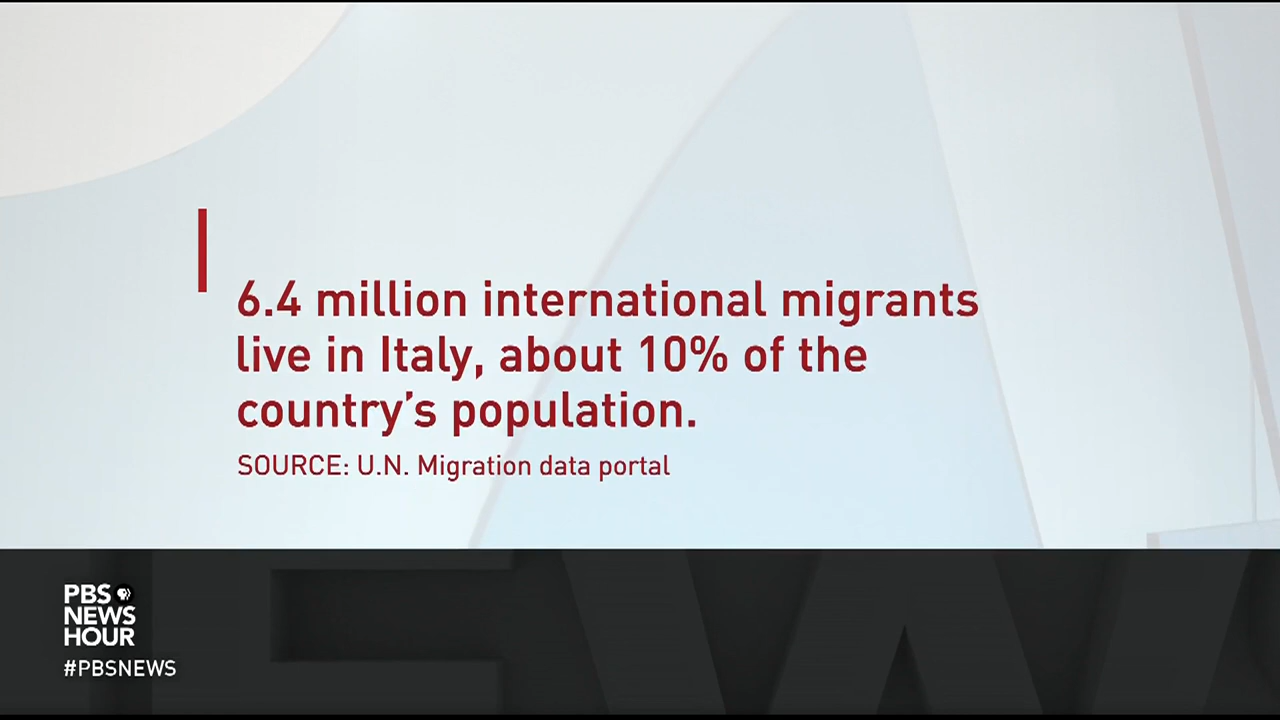 6.4 million international migrants
live in Italy, about 10% of the
country’s population.
SOURCE: U.N. Migration data portal
PBS
NEWS
HOUR
#PBSNEWS